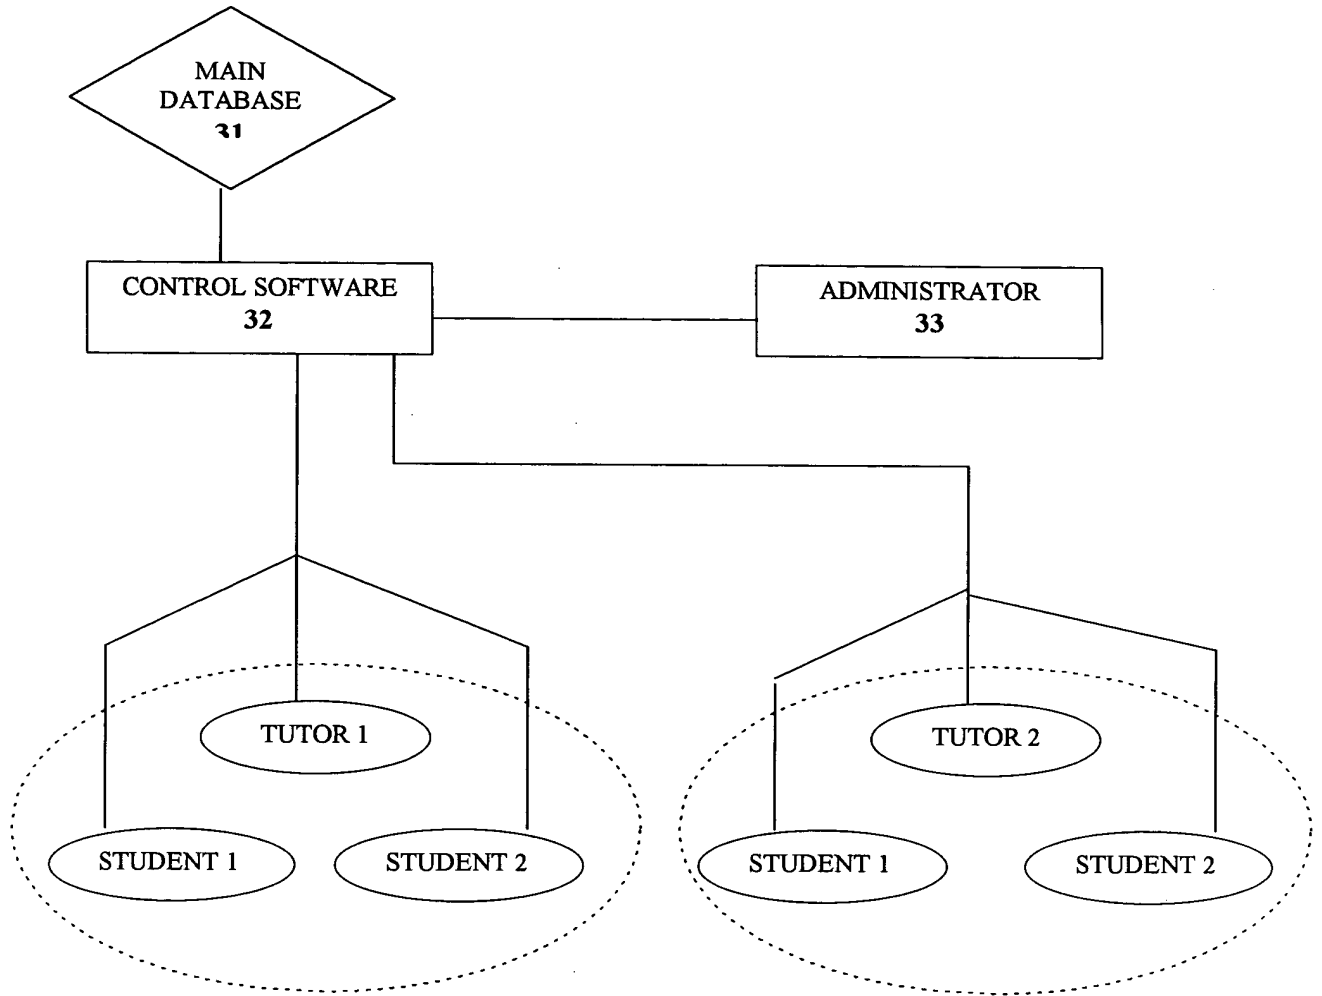 MAIN
DATABASE
31
CONTROL SOFTWARE
32
ADMINISTRATOR
33
TUTOR 1
STUDENT 1
STUDENT 2
TUTOR 2
STUDENT 1
STUDENT 2